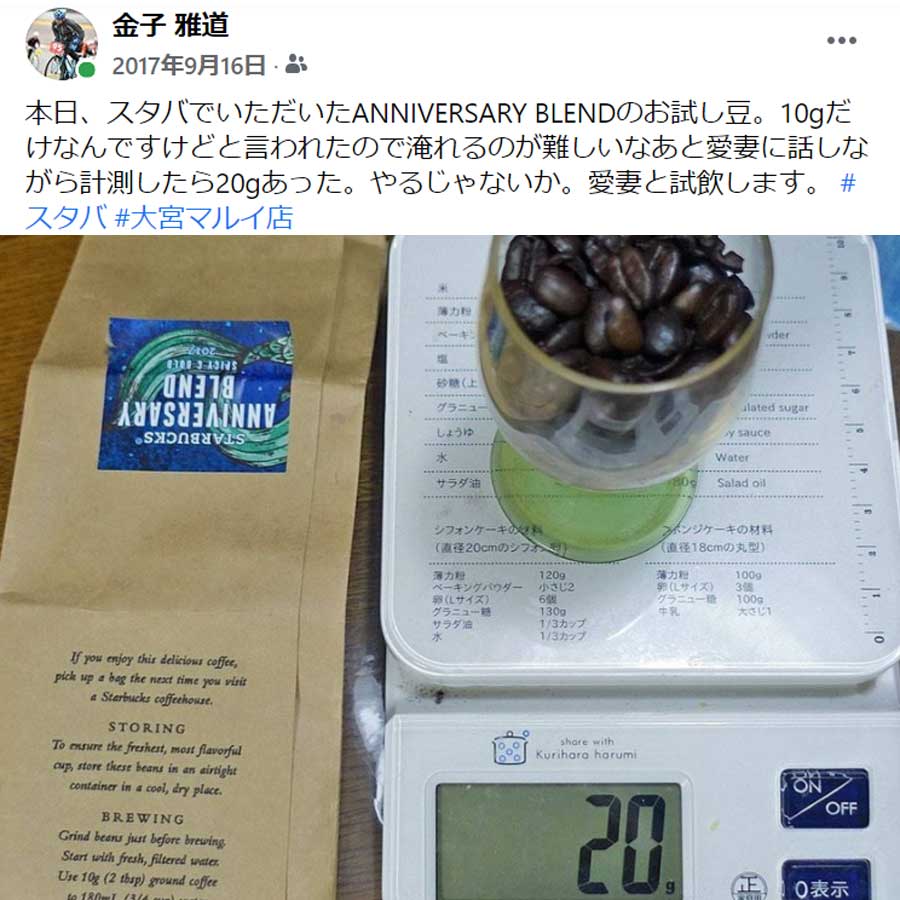 金子 雅道
2017年9月16日 ·
本日、スタバでいただいたANNIVERSARY BLENDのお試し豆。10gだ
けなんですけどと言われたので淹れるのが難しいなあと愛妻に話しな
がら計測したら20gあった。やるじゃないか。愛妻と試飲します。 #
スタバ #大宮マルイ店
STARBUCKS®
ANNIVERSARY
BLEND
SPICY & BOLD
2017
If you enjoy this delicious coffee,
pick up a bag the next time you visit
a Starbucks coffeehouse.
STORING
To ensure the freshest, most flavorful
cup, store these beans in an airtight
container in a cool, dry place.
BREWING
Grind beans just before brewing.
Start with fresh, filtered water.
Use 10g (2 tbsp) ground coffee
to 180mL (3/4 cup) water
米
薄力粉
ベーキ
塩
砂糖(上
グラニュー
しょうゆ
水 Water
サラダ油 Salad oil
シフォンケーキの材料
(直径20cmのシフォン型)
薄力粉 120g
ベーキングパウダー 小さじ2
卵(Lサイズ) 6個
グラニュー糖 130g
サラダ油 1/3カップ
水 1/3カップ
スポンジケーキの材料
(直径18cmの丸型)
薄力粉 100g
卵(Lサイズ) 3個
グラニュー糖 100g
牛乳 大さじ1
share with
Kurihara harumi
20g
ON
OFF
正
0表示